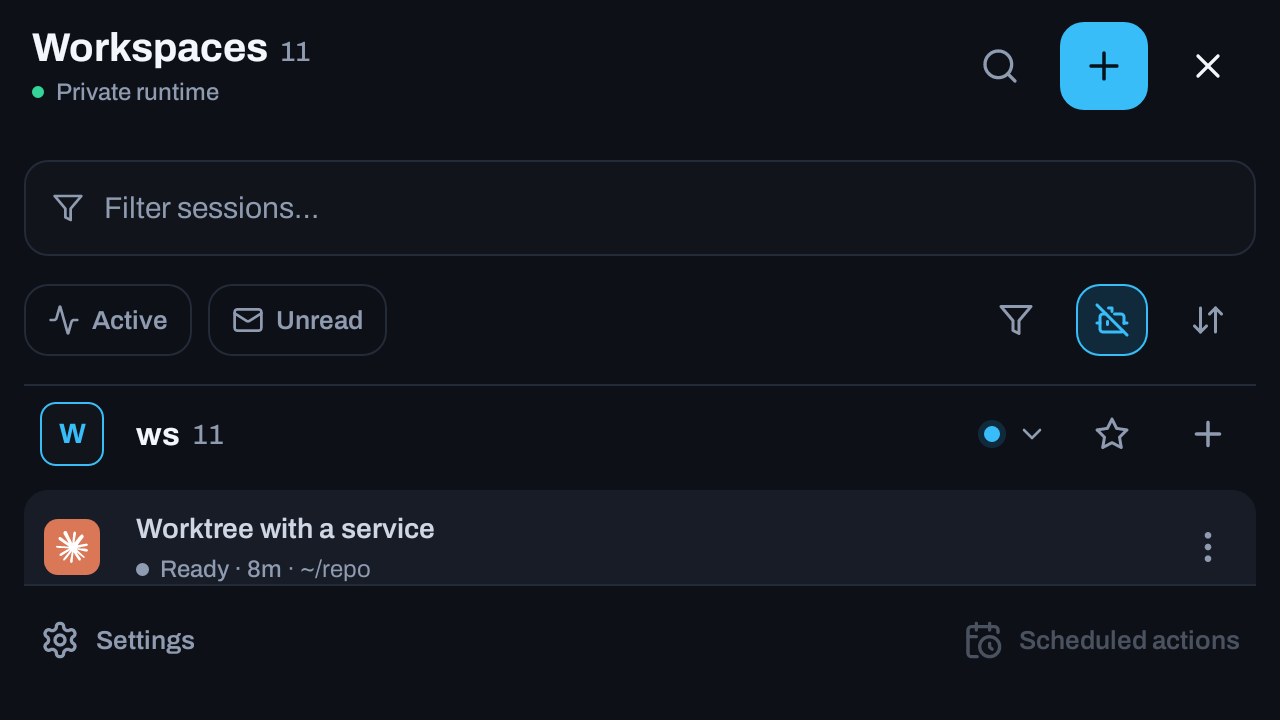 Workspaces 11
Private runtime
Filter sessions...
Active
Unread
W
ws 11
Worktree with a service
Ready · 8m · ~/repo
Settings
Scheduled actions